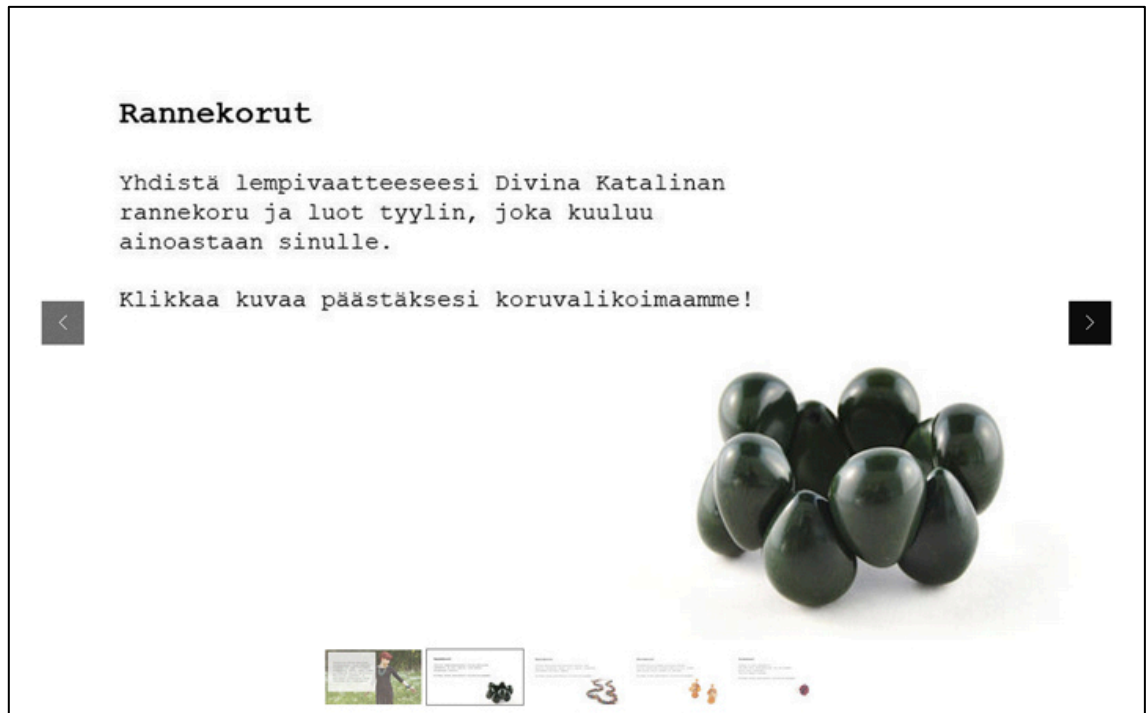 Rannekorut
Yhdistä lempivaatteeseesi Divina Katalinan
rannekoru ja luot tyylin, joka kuuluu
ainoastaan sinulle.
Klikkaa kuvaa päästäksesi koruvalikoimaamme!